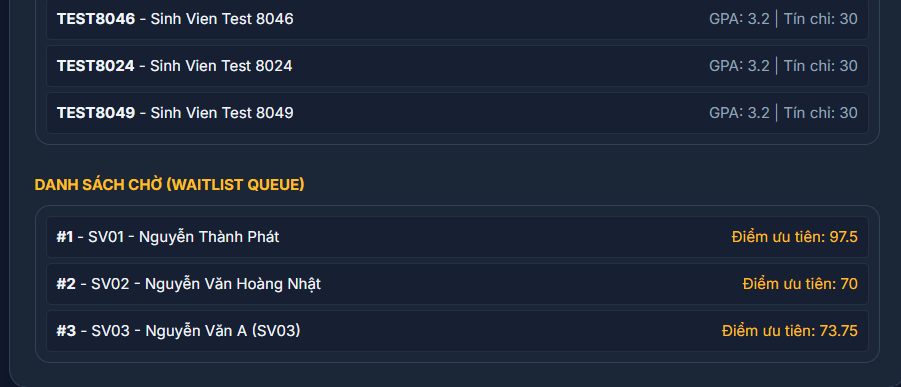 TEST8046 - Sinh Vien Test 8046 GPA: 3.2 | Tín chỉ: 30
TEST8024 - Sinh Vien Test 8024 GPA: 3.2 | Tín chỉ: 30
TEST8049 - Sinh Vien Test 8049 GPA: 3.2 | Tín chỉ: 30
DANH SÁCH CHỜ (WAITLIST QUEUE)
#1 - SV01 - Nguyễn Thành Phát Điểm ưu tiên: 97.5
#2 - SV02 - Nguyễn Văn Hoàng Nhật Điểm ưu tiên: 70
#3 - SV03 - Nguyễn Văn A (SV03) Điểm ưu tiên: 73.75